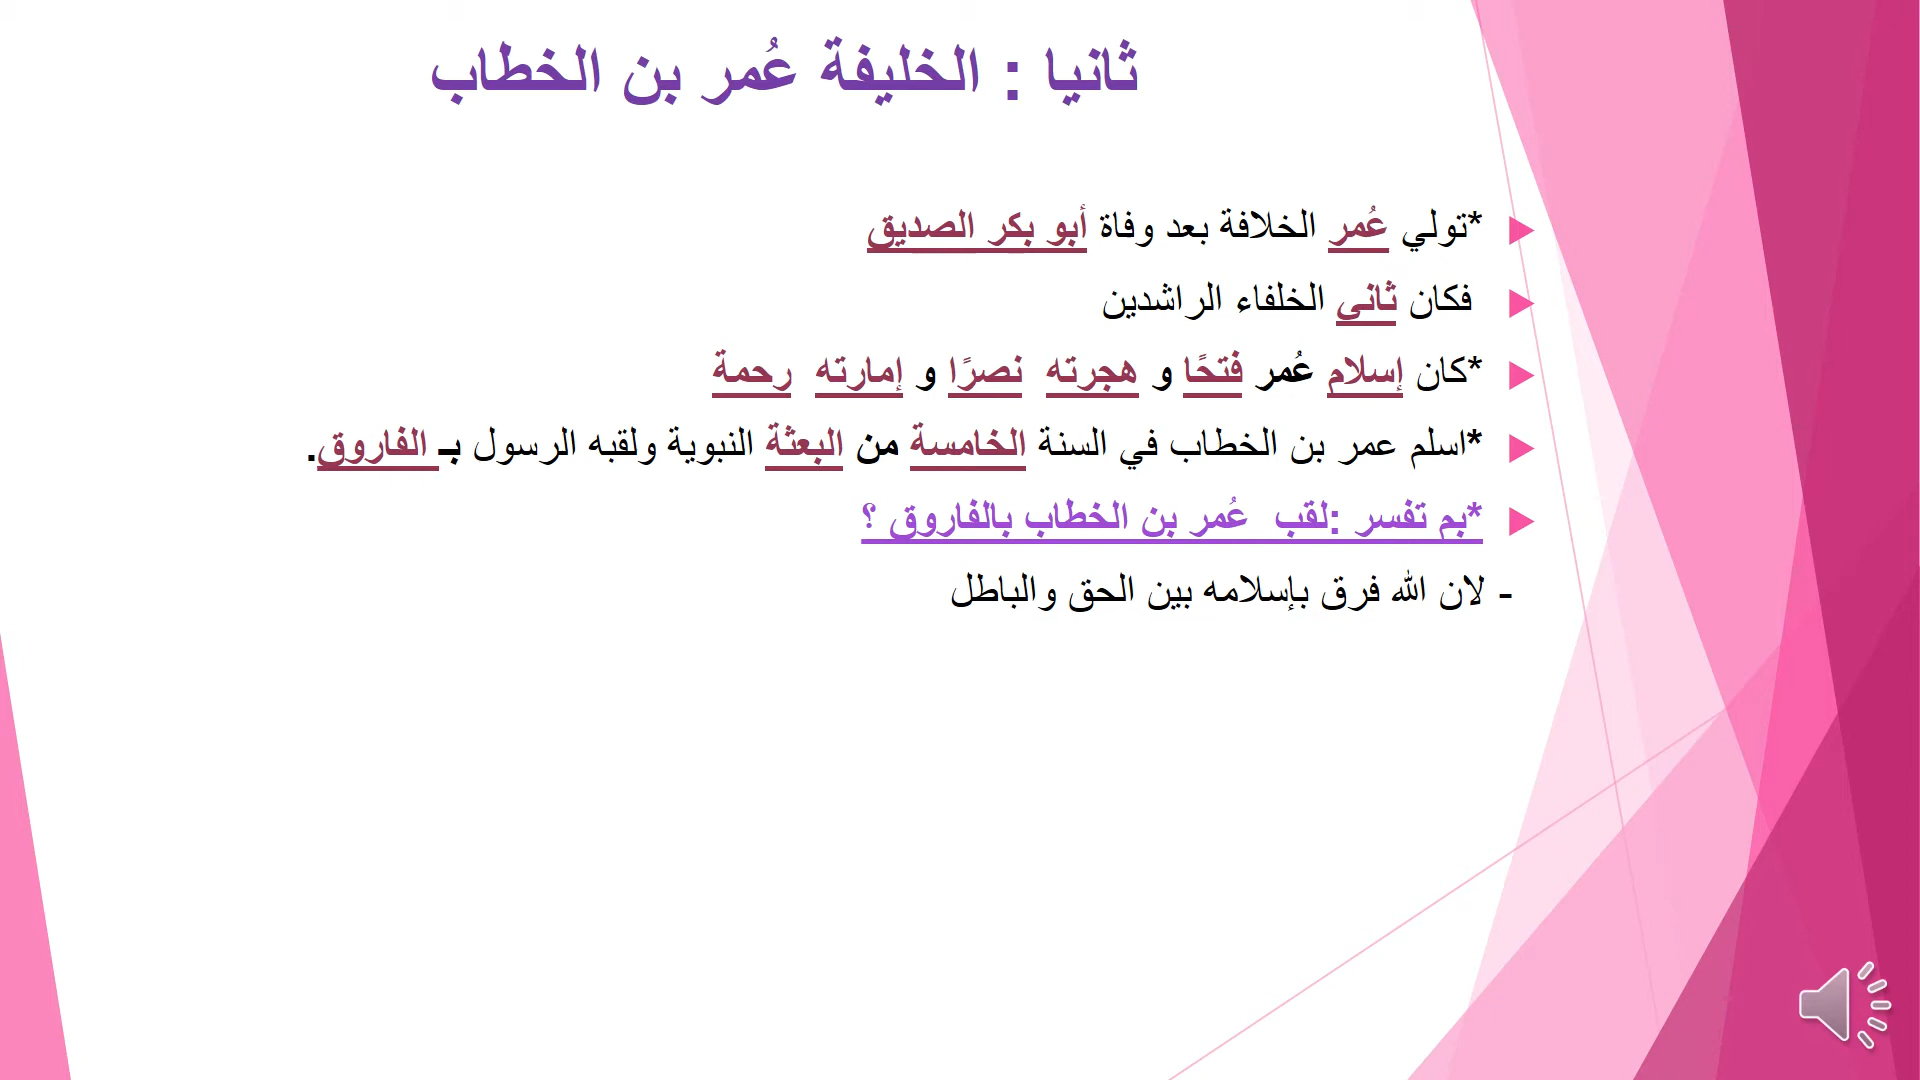 ثانيا : الخليفة عُمر بن الخطاب
*تولي عُمر الخلافة بعد وفاة أبو بكر الصديق
فكان ثاني الخلفاء الراشدين
*كان إسلام عُمر فتحًا و هجرته نصرًا و إمارته رحمة
*اسلم عمر بن الخطاب في السنة الخامسة من البعثة النبوية ولقبه الرسول بـ الفاروق.
*بم تفسر :لقب عُمر بن الخطاب بالفاروق ؟
- لان الله فرق بإسلامه بين الحق والباطل